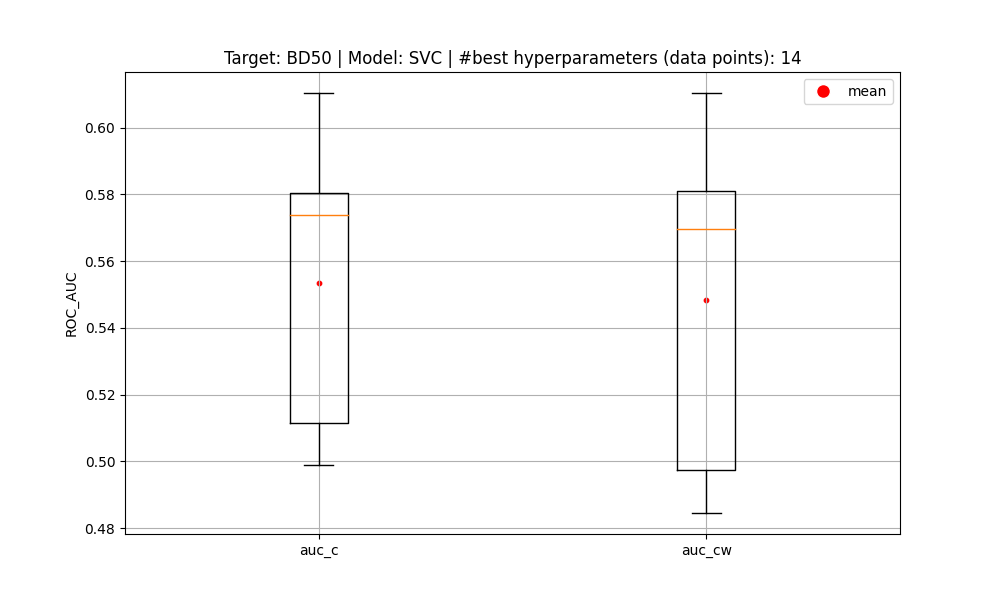 Target: BD50 | Model: SVC | #best hyperparameters (data points): 14
mean
ROC_AUC
0.60
0.58
0.56
0.54
0.52
0.50
0.48
auc_c
auc_cw